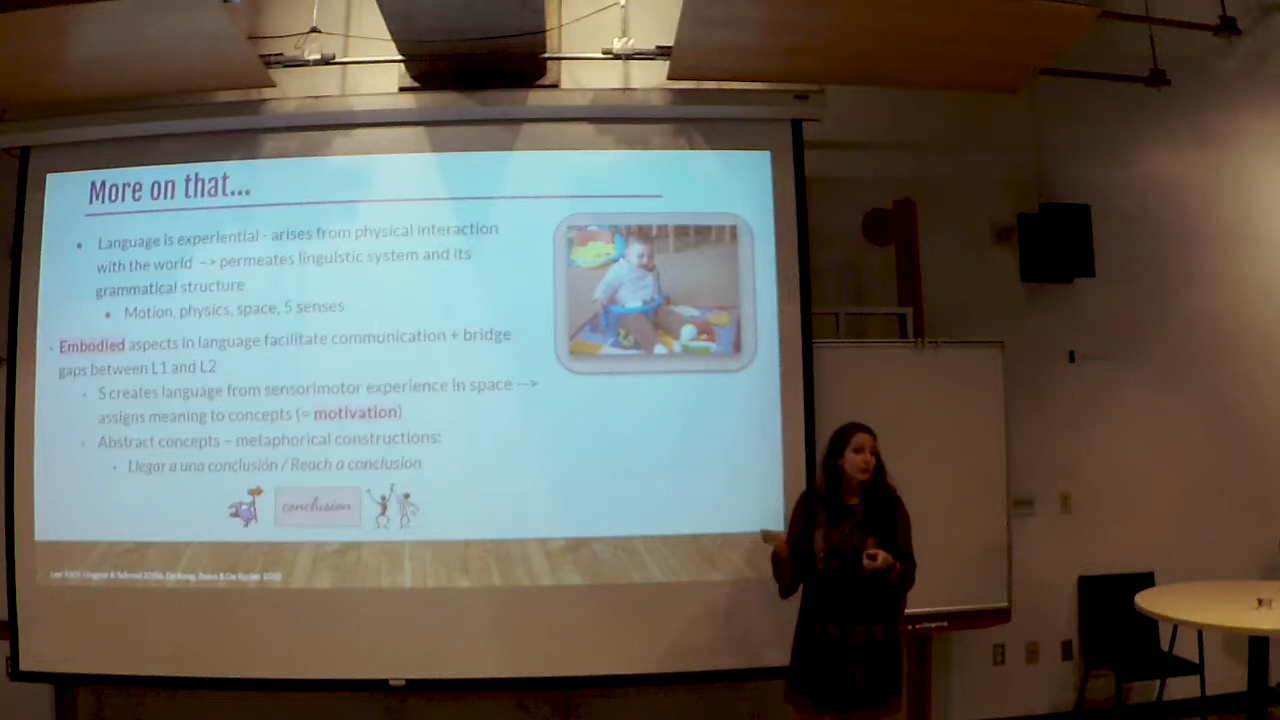 More on that...
• Language is experiential - arises from physical interaction
with the world --> permeates linguistic system and its
grammatical structure
• Motion, physics, space, 5 senses
- Embodied aspects in language facilitate communication + bridge
gaps between L1 and L2
• S creates language from sensorimotor experience in space -->
assigns meaning to concepts (= motivation)
• Abstract concepts – metaphorical constructions:
• Llegar a una conclusión / Reach a conclusion
conclusion